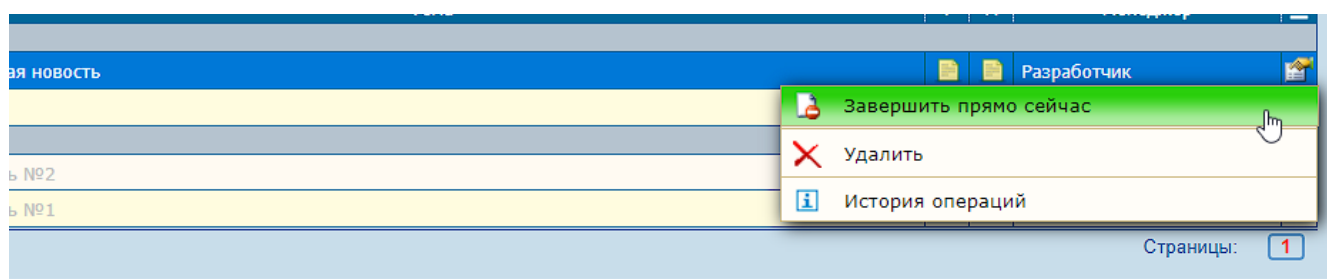 ая новость
Разработчик
Завершить прямо сейчас
Удалить
ь №2
История операций
ь №1
Страницы: 1